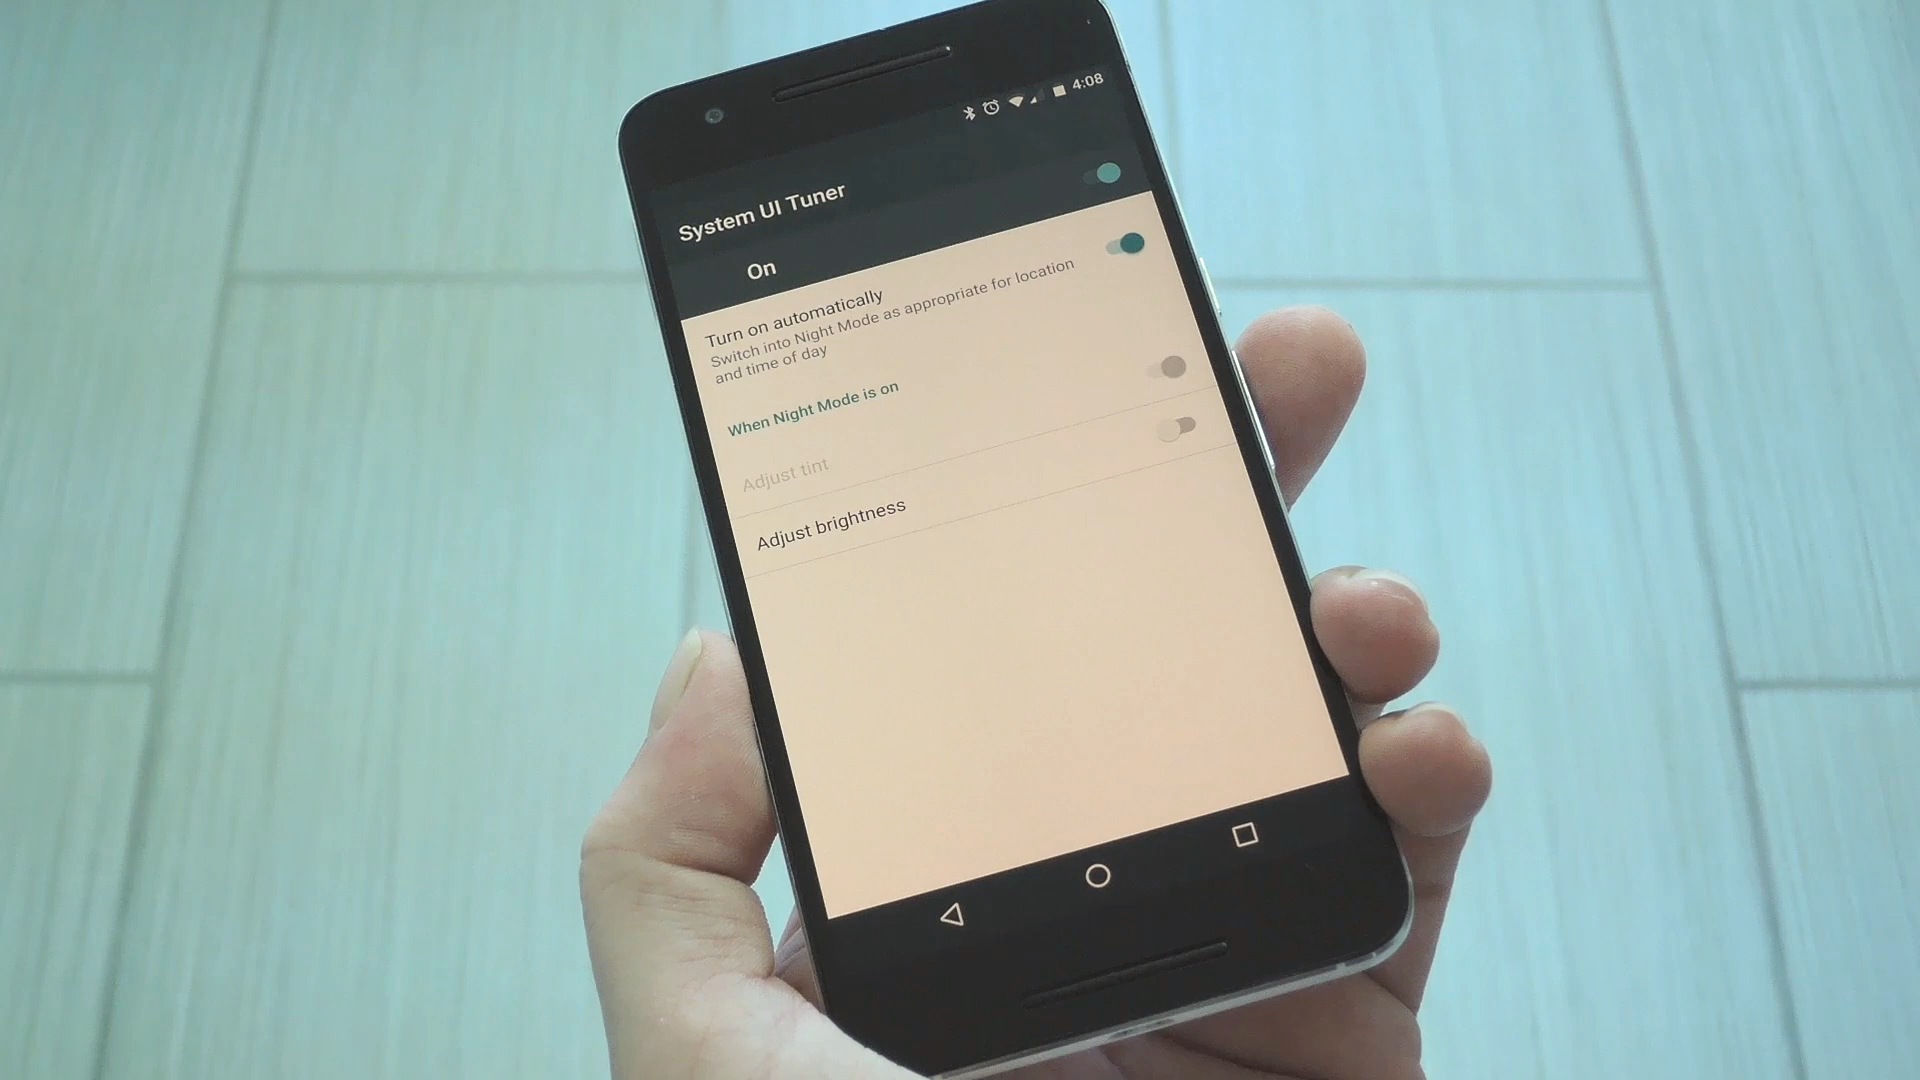 4:08
System UI Tuner
On
Turn on automatically
Switch into Night Mode as appropriate for location
and time of day
When Night Mode is on
Adjust tint
Adjust brightness